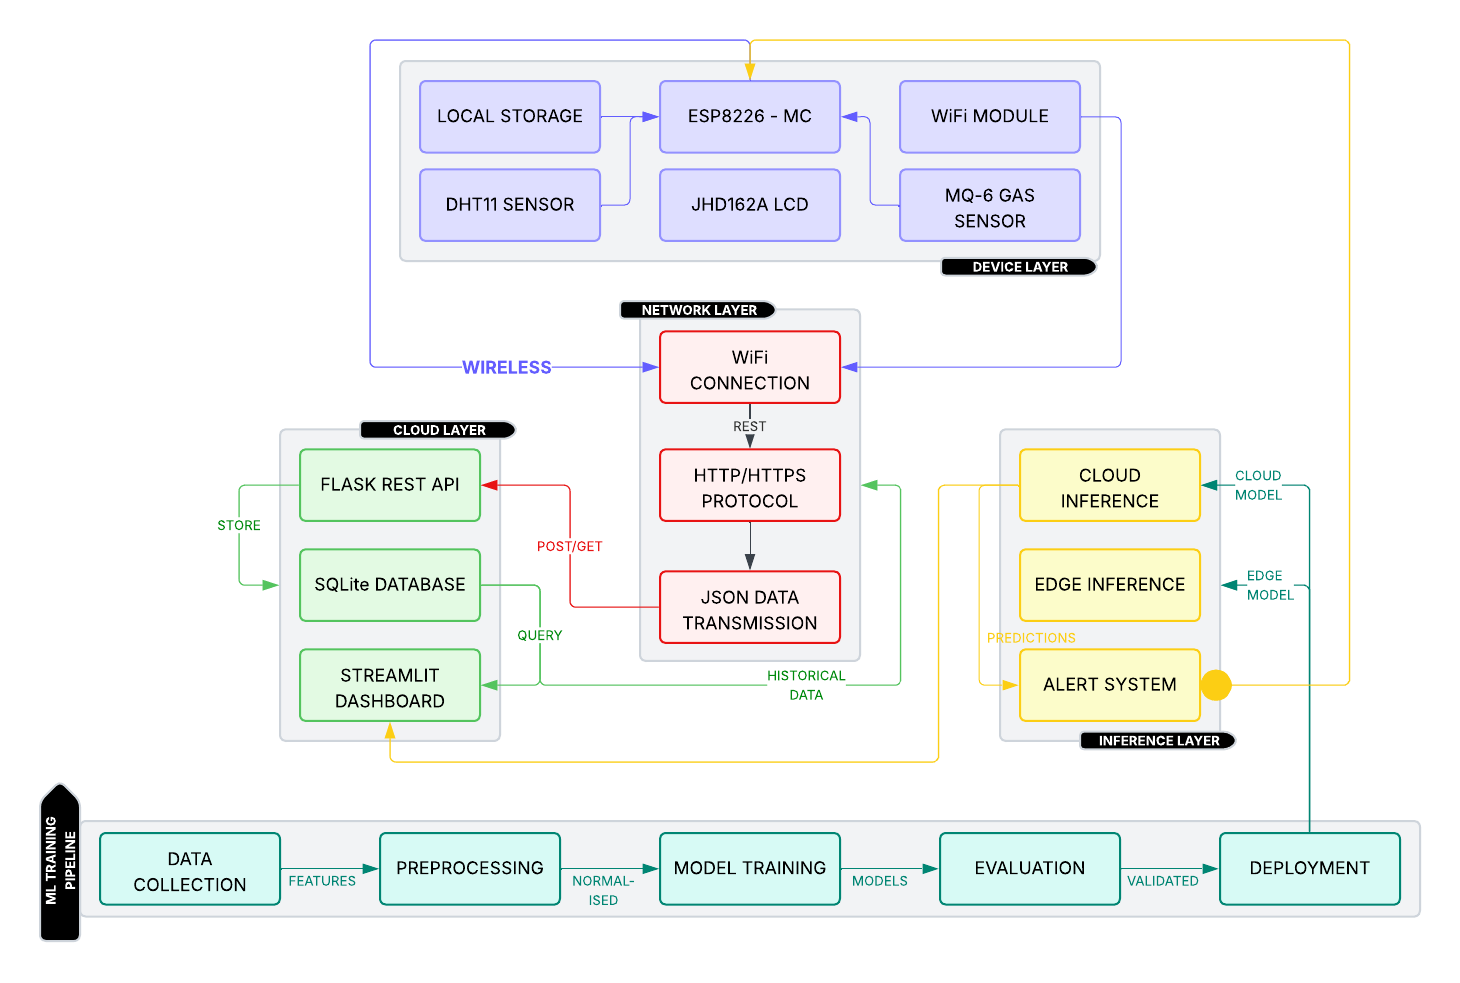 LOCAL STORAGE
ESP8226 - MC
WiFi MODULE
DHT11 SENSOR
JHD162A LCD
MQ-6 GAS
SENSOR
DEVICE LAYER
NETWORK LAYER
WiFi
CONNECTION
WIRELESS
REST
HTTP/HTTPS
PROTOCOL
JSON DATA
TRANSMISSION
CLOUD LAYER
FLASK REST API
STORE
SQLite DATABASE
STREAMLIT
DASHBOARD
POST/GET
QUERY
HISTORICAL
DATA
CLOUD
INFERENCE
CLOUD
MODEL
EDGE INFERENCE
EDGE
MODEL
PREDICTIONS
ALERT SYSTEM
INFERENCE LAYER
ML TRAINING
PIPELINE
DATA
COLLECTION
FEATURES
PREPROCESSING
NORMAL-
ISED
MODEL TRAINING
MODELS
EVALUATION
VALIDATED
DEPLOYMENT